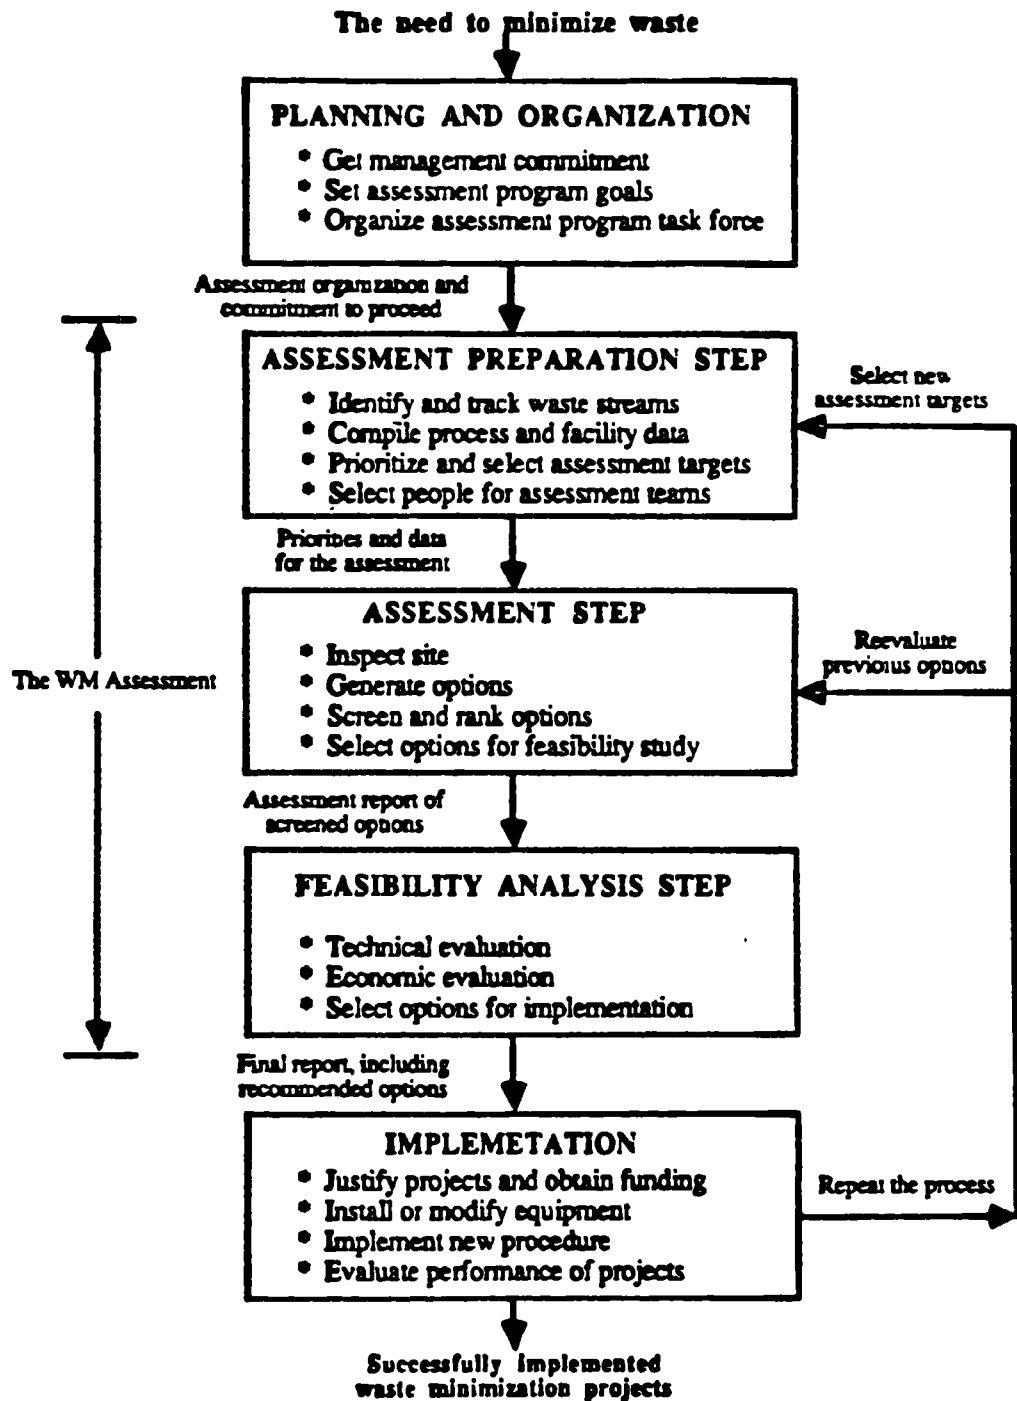 The need to minimize waste
PLANNING AND ORGANIZATION
* Get management commitment
* Set assessment program goals
* Organize assessment program task force
Assessment organization and
commitment to proceed
ASSESSMENT PREPARATION STEP
* Identify and track waste streams
* Compile process and facility data
* Prioritize and select assessment targets
* Select people for assessment teams
Select new
assessment targets
Priorities and data
for the assessment
ASSESSMENT STEP
* Inspect site
* Generate options
* Screen and rank options
* Select options for feasibility study
Reevaluate
previous options
The WM Assessment
Assessment report of
screened options
FEASIBILITY ANALYSIS STEP
* Technical evaluation
* Economic evaluation
* Select options for implementation
Final report, including
recommended options
IMPLEMETATION
* Justify projects and obtain funding
* Install or modify equipment
* Implement new procedure
* Evaluate performance of projects
Repeat the process
Successfully implemented
waste minimization projects